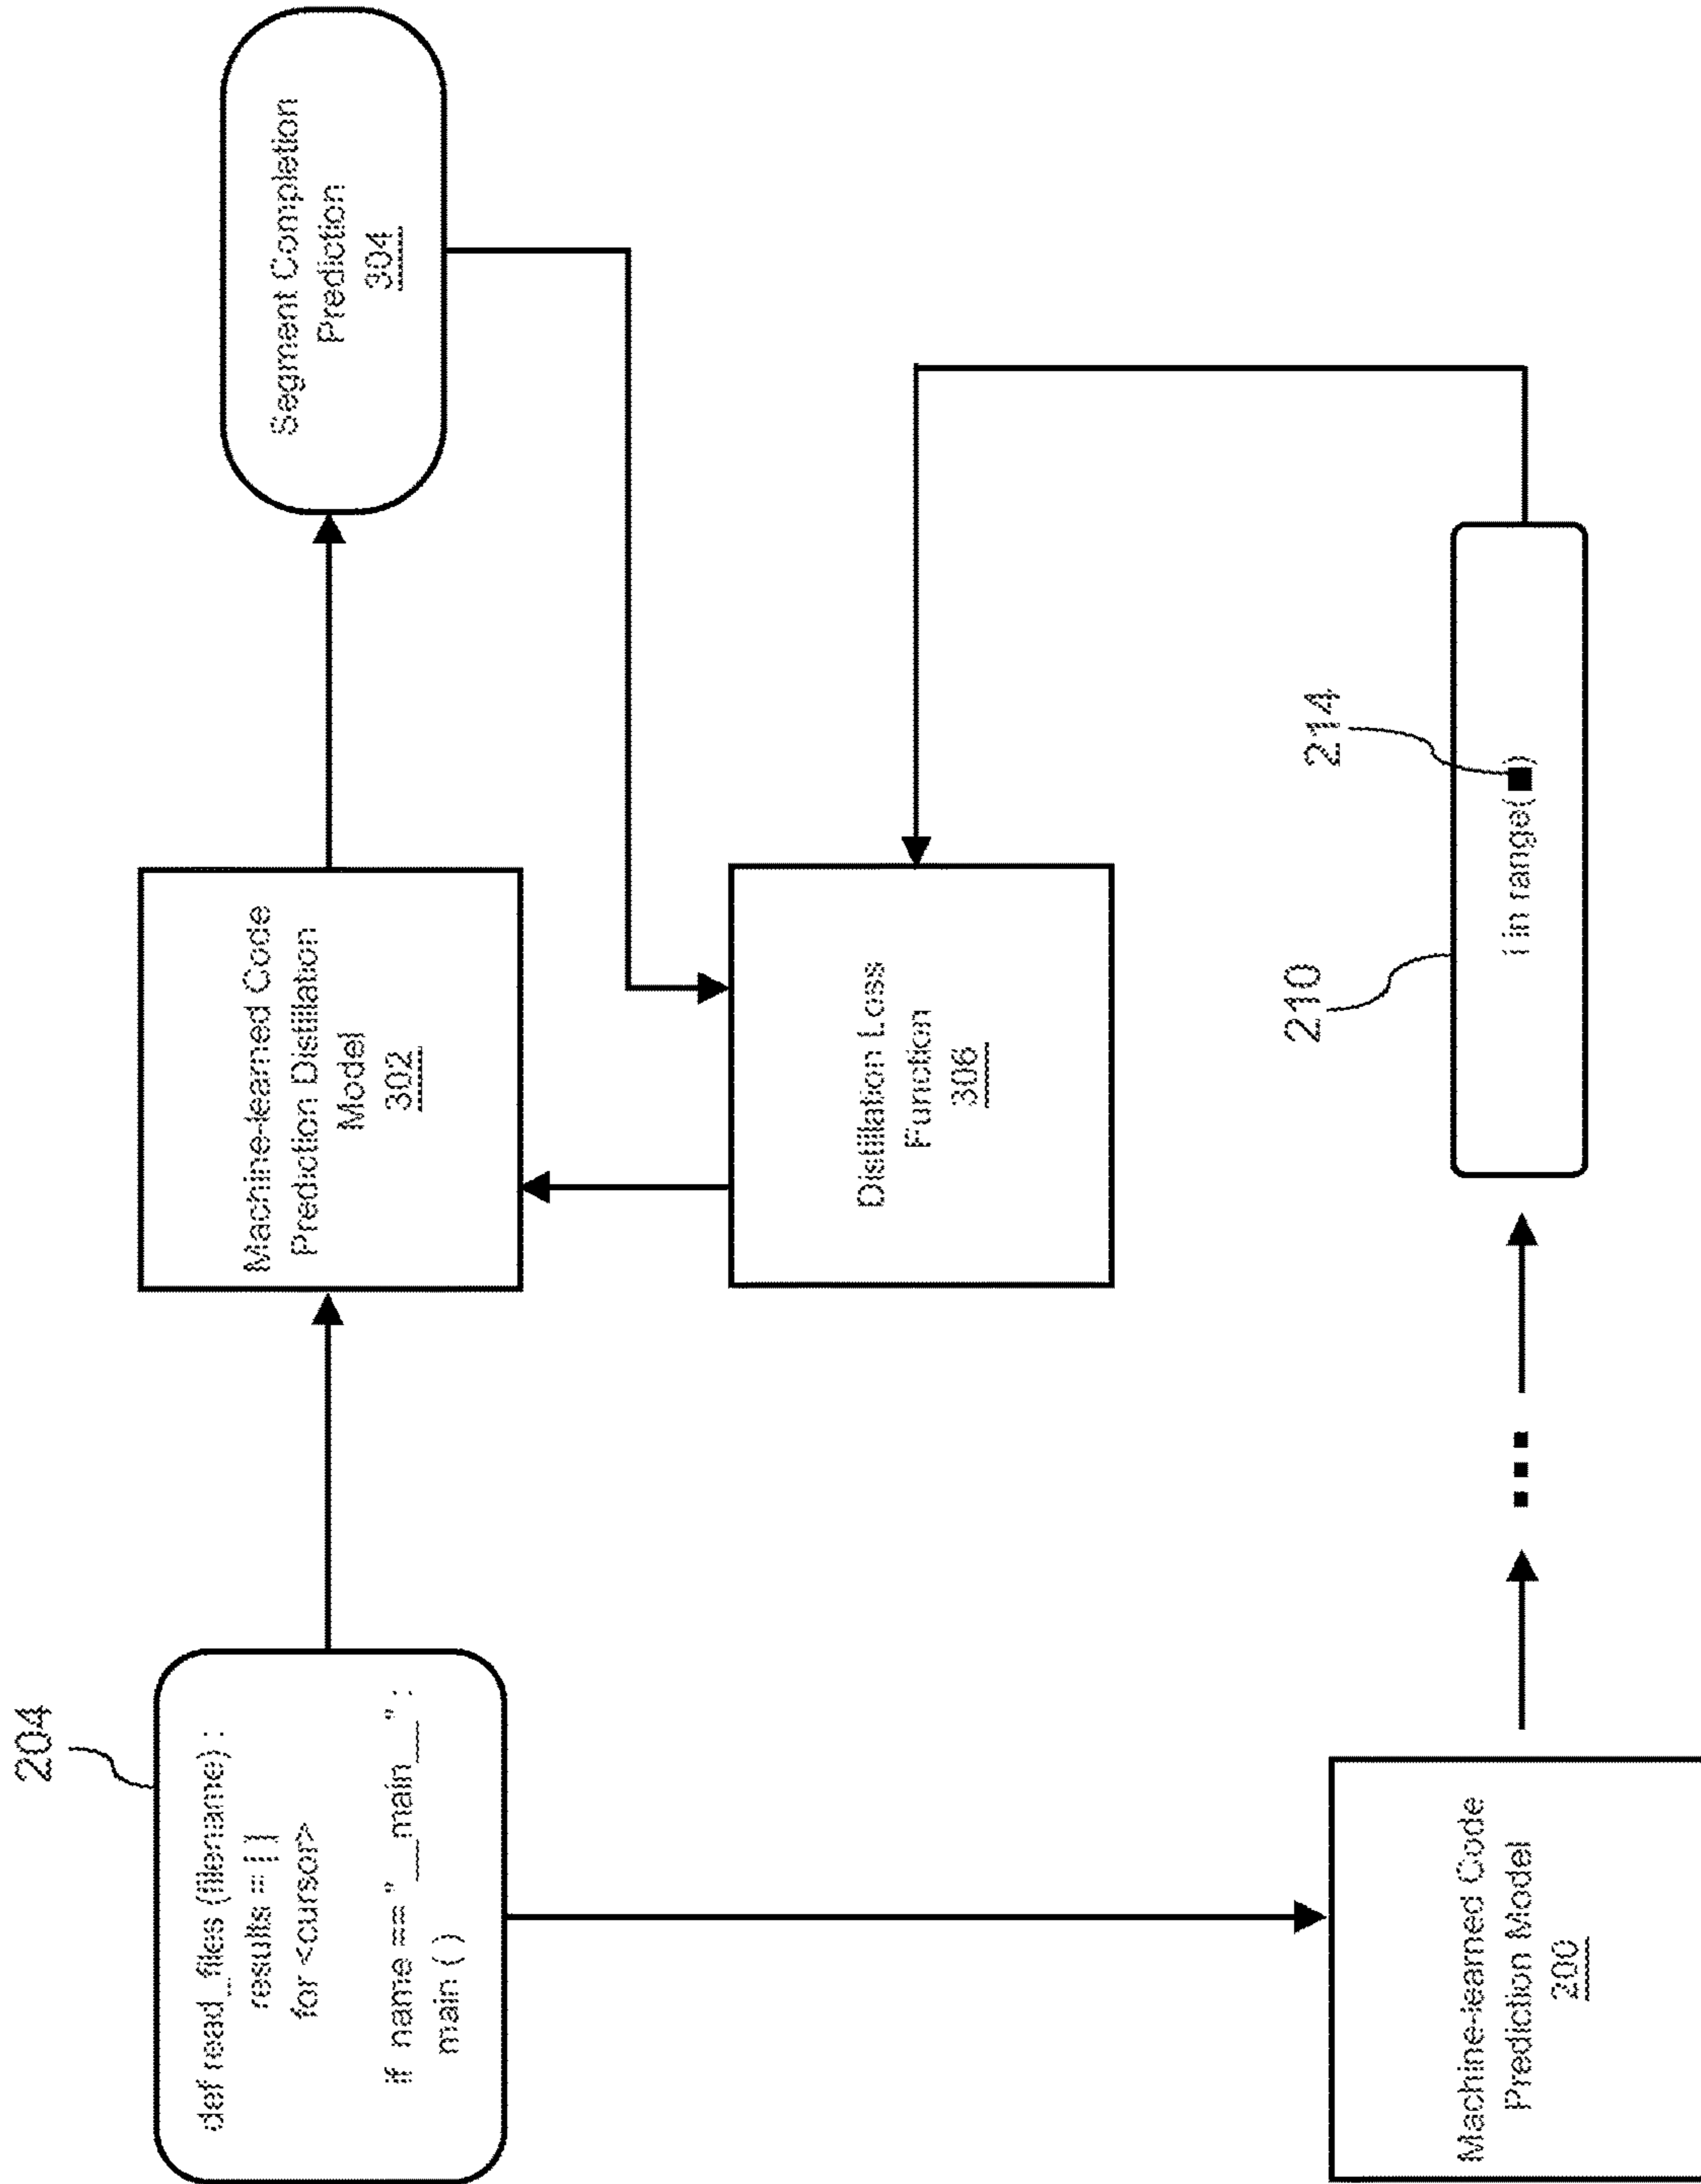 204
def read_files (filename) :
results = [ ]
for <cursor>
if name == "__main__" :
main ( )
Machine-learned Code
Prediction Distillation
Model
302
Segment Completion
Prediction
304
Distillation Loss
Function
306
Machine-learned Code
Prediction Model
200
210
i in range(■)
214